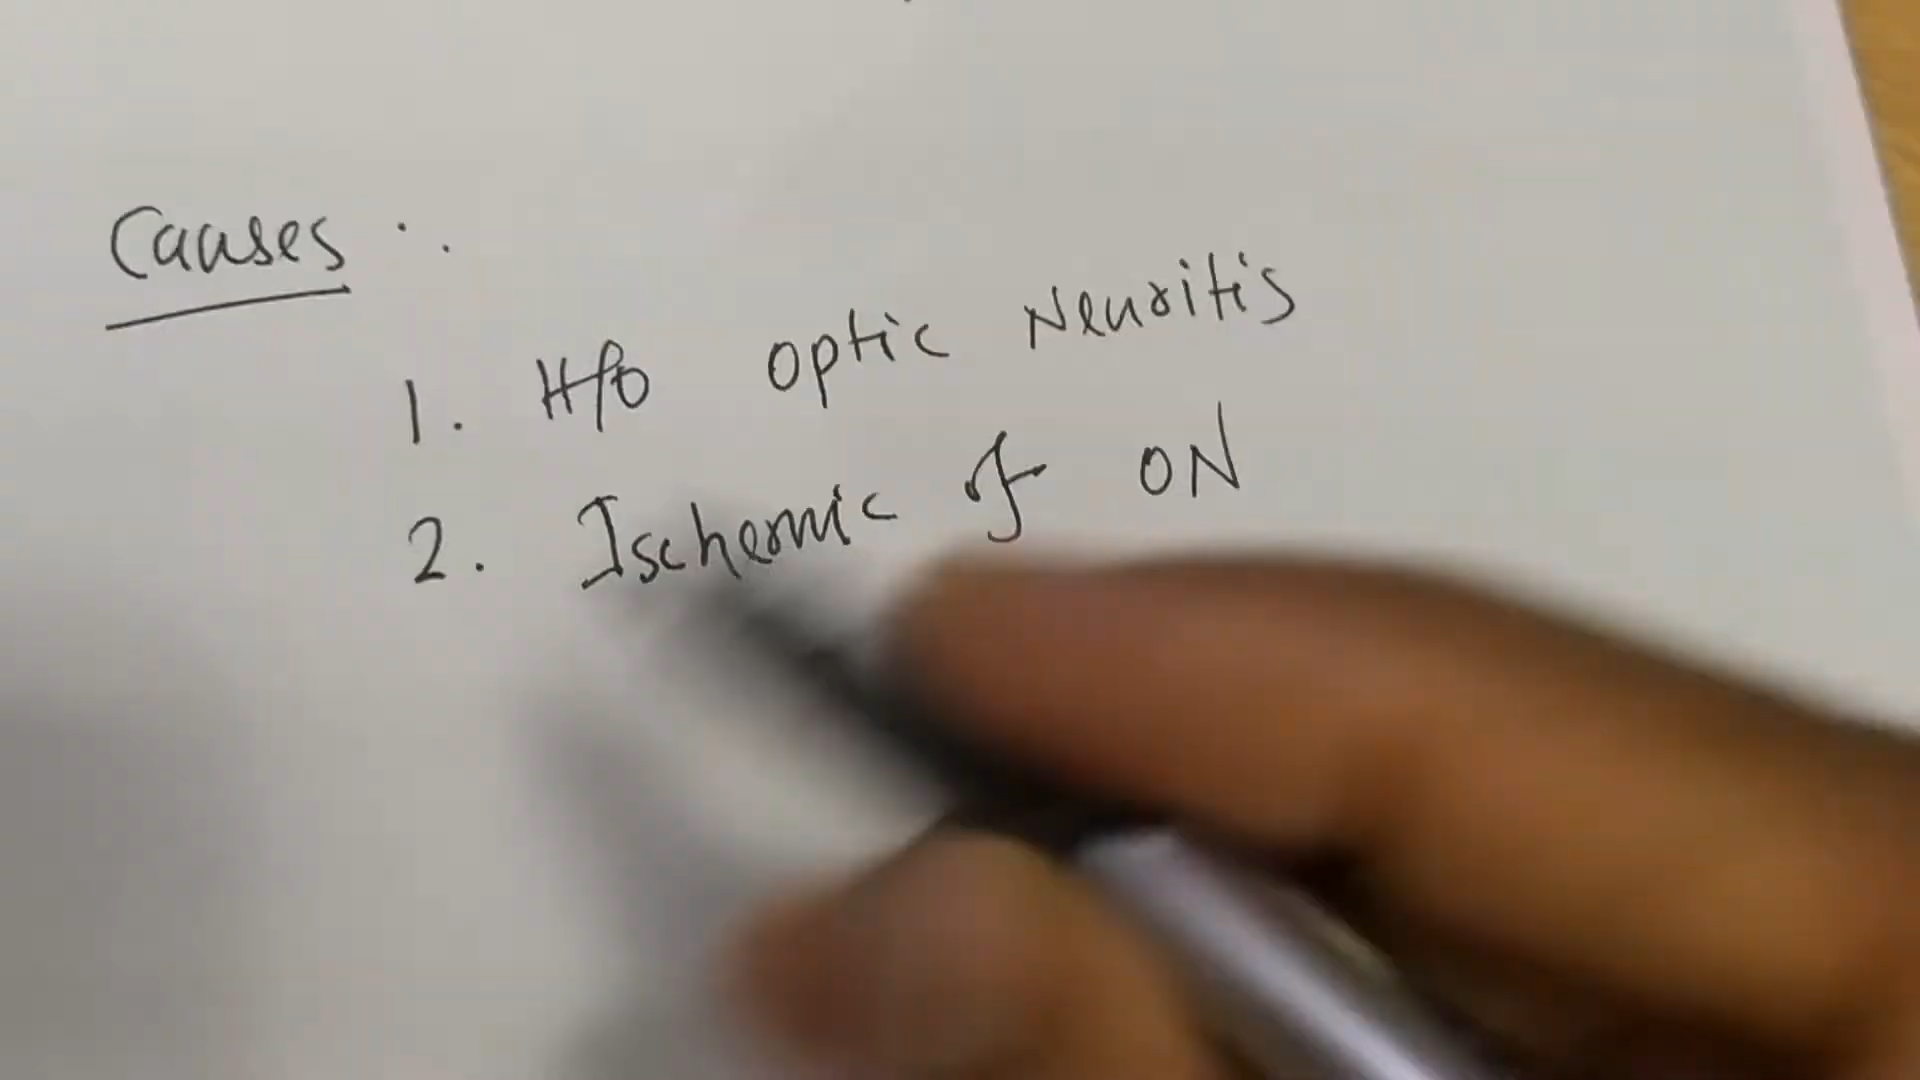 Causes :
1. H/o optic Neuritis
2. Ischemic of ON